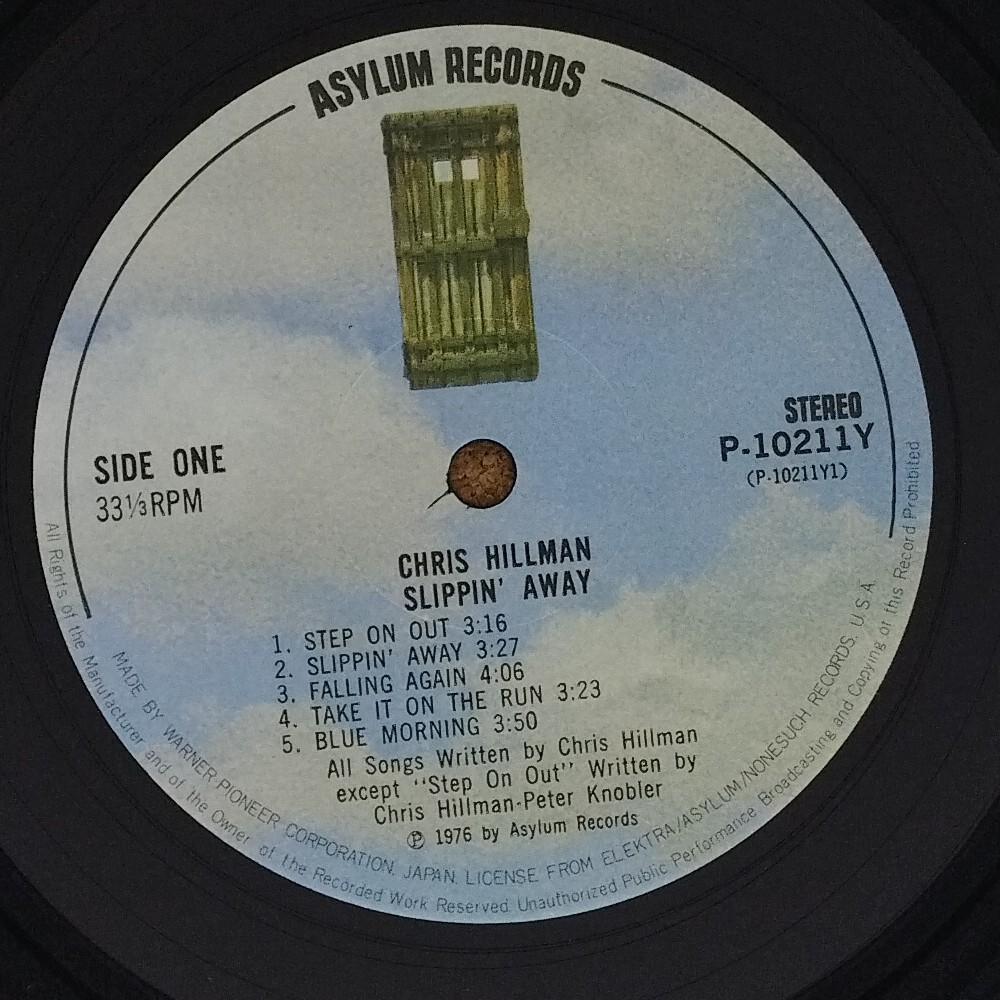 ASYLUM RECORDS
STEREO
P-10211Y
(P-10211Y1)
SIDE ONE
33⅓RPM
CHRIS HILLMAN
SLIPPIN' AWAY
1. STEP ON OUT 3:16
2. SLIPPIN' AWAY 3:27
3. FALLING AGAIN 4:06
4. TAKE IT ON THE RUN 3:23
5. BLUE MORNING 3:50
All Songs Written by Chris Hillman
except "Step On Out" Written by
Chris Hillman-Peter Knobler
Ⓟ 1976 by Asylum Records
MADE BY WARNER-PIONEER CORPORATION, JAPAN. LICENSE FROM ELEKTRA/ASYLUM/NONESUCH RECORDS, U.S.A.
All Rights of the Manufacturer and of the Owner of the Recorded Work Reserved. Unauthorized Public Performance Broadcasting and Copying of this Record Prohibited